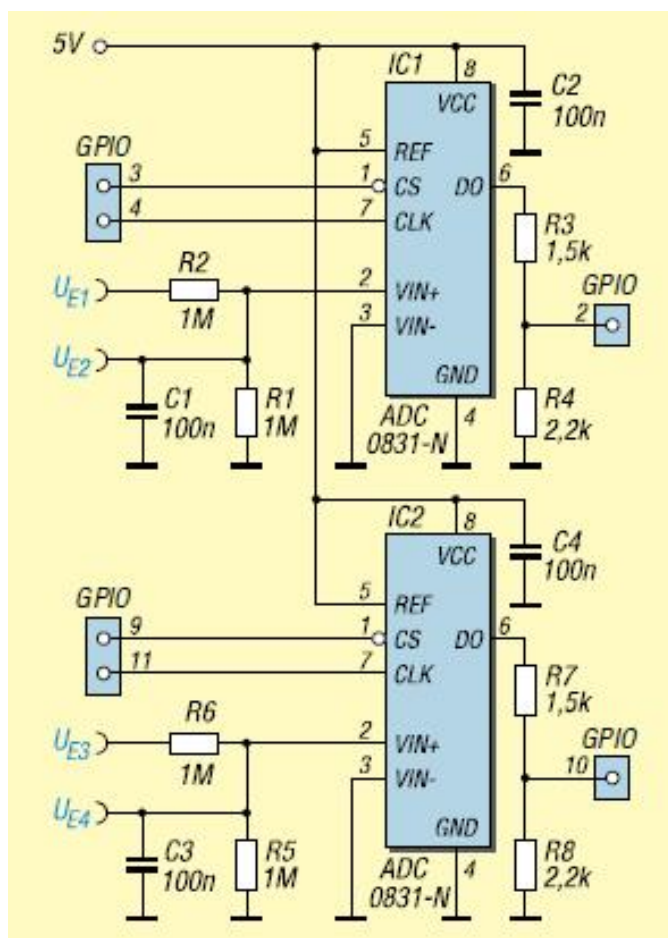 5V
IC1
8
VCC
C2
100n
GPIO
5
REF
3
1
CS
DO
6
4
7
CLK
R3
1,5k
R2
UE1
2
VIN+
GPIO
2
1M
3
VIN-
UE2
GND
C1
100n
R1
1M
ADC
0831-N
4
R4
2,2k
IC2
8
VCC
C4
100n
GPIO
5
REF
9
1
CS
DO
6
11
7
CLK
R7
1,5k
R6
UE3
2
VIN+
GPIO
10
1M
3
VIN-
UE4
GND
C3
100n
R5
1M
ADC
0831-N
4
R8
2,2k